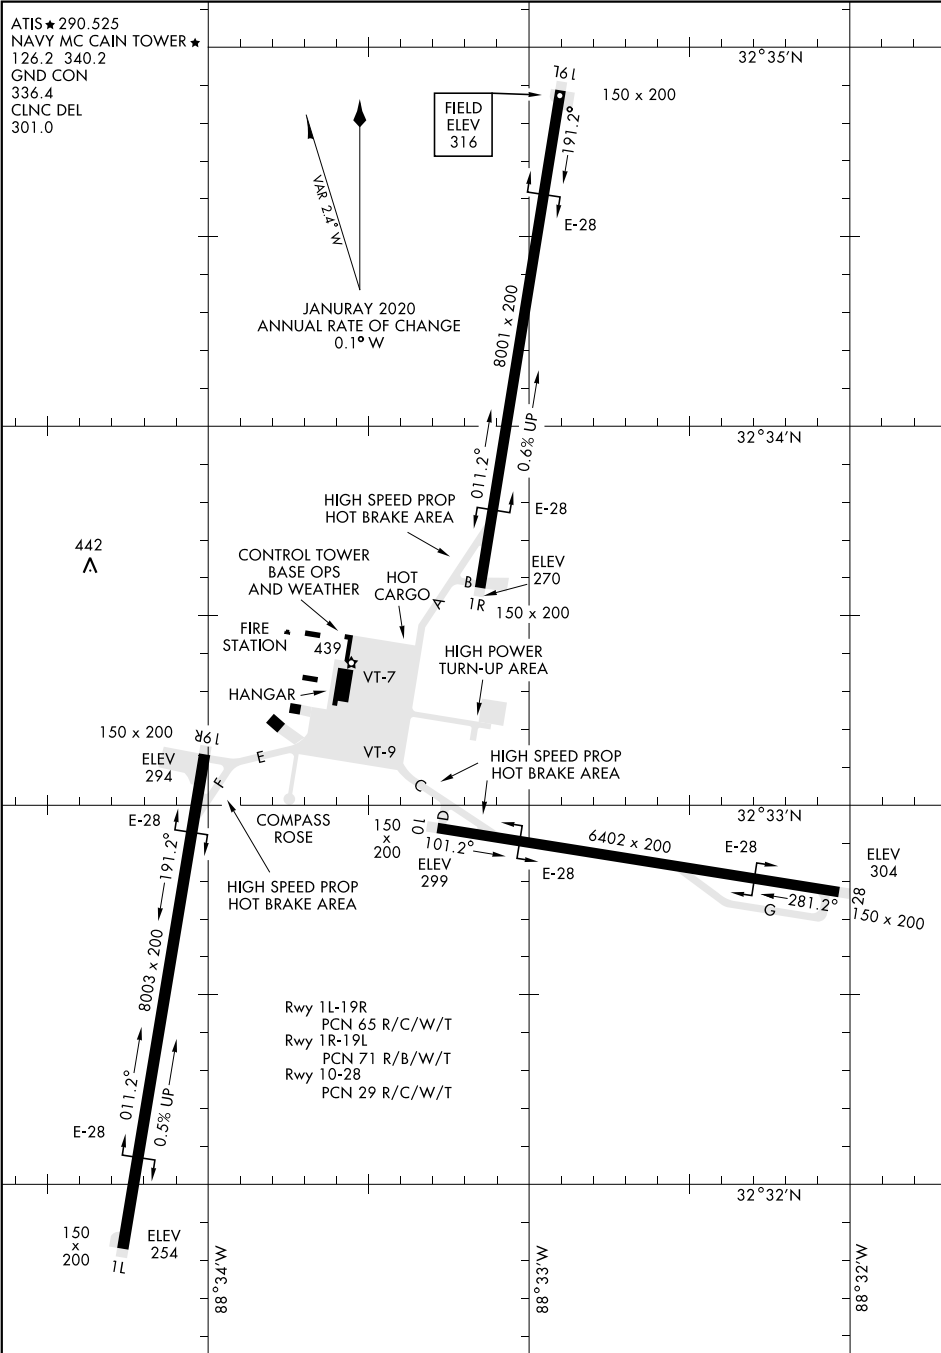 ATIS★290.525
NAVY MC CAIN TOWER★
126.2 340.2
GND CON
336.4
CLNC DEL
301.0
32°35'N
19L
150 x 200
FIELD
ELEV
316
191.2°
VAR 2.4° W
E-28
JANURAY 2020
ANNUAL RATE OF CHANGE
0.1° W
8001 x 200
32°34'N
011.2°
0.6% UP
HIGH SPEED PROP
HOT BRAKE AREA
E-28
442
CONTROL TOWER
BASE OPS
AND WEATHER
HOT
CARGO
A
B
1R
ELEV
270
150 x 200
FIRE
STATION
439
VT-7
HIGH POWER
TURN-UP AREA
HANGAR
150 x 200
19R
ELEV
294
E
F
VT-9
HIGH SPEED PROP
HOT BRAKE AREA
C
D
32°33'N
E-28
191.2°
COMPASS
ROSE
150
x
200
10
101.2°
ELEV
299
E-28
6402 x 200
E-28
ELEV
304
281.2°
28
150 x 200
G
HIGH SPEED PROP
HOT BRAKE AREA
8003 x 200
Rwy 1L-19R
PCN 65 R/C/W/T
Rwy 1R-19L
PCN 71 R/B/W/T
Rwy 10-28
PCN 29 R/C/W/T
011.2°
0.5% UP
E-28
32°32'N
150
x
200
1L
ELEV
254
88°34'W
88°33'W
88°32'W